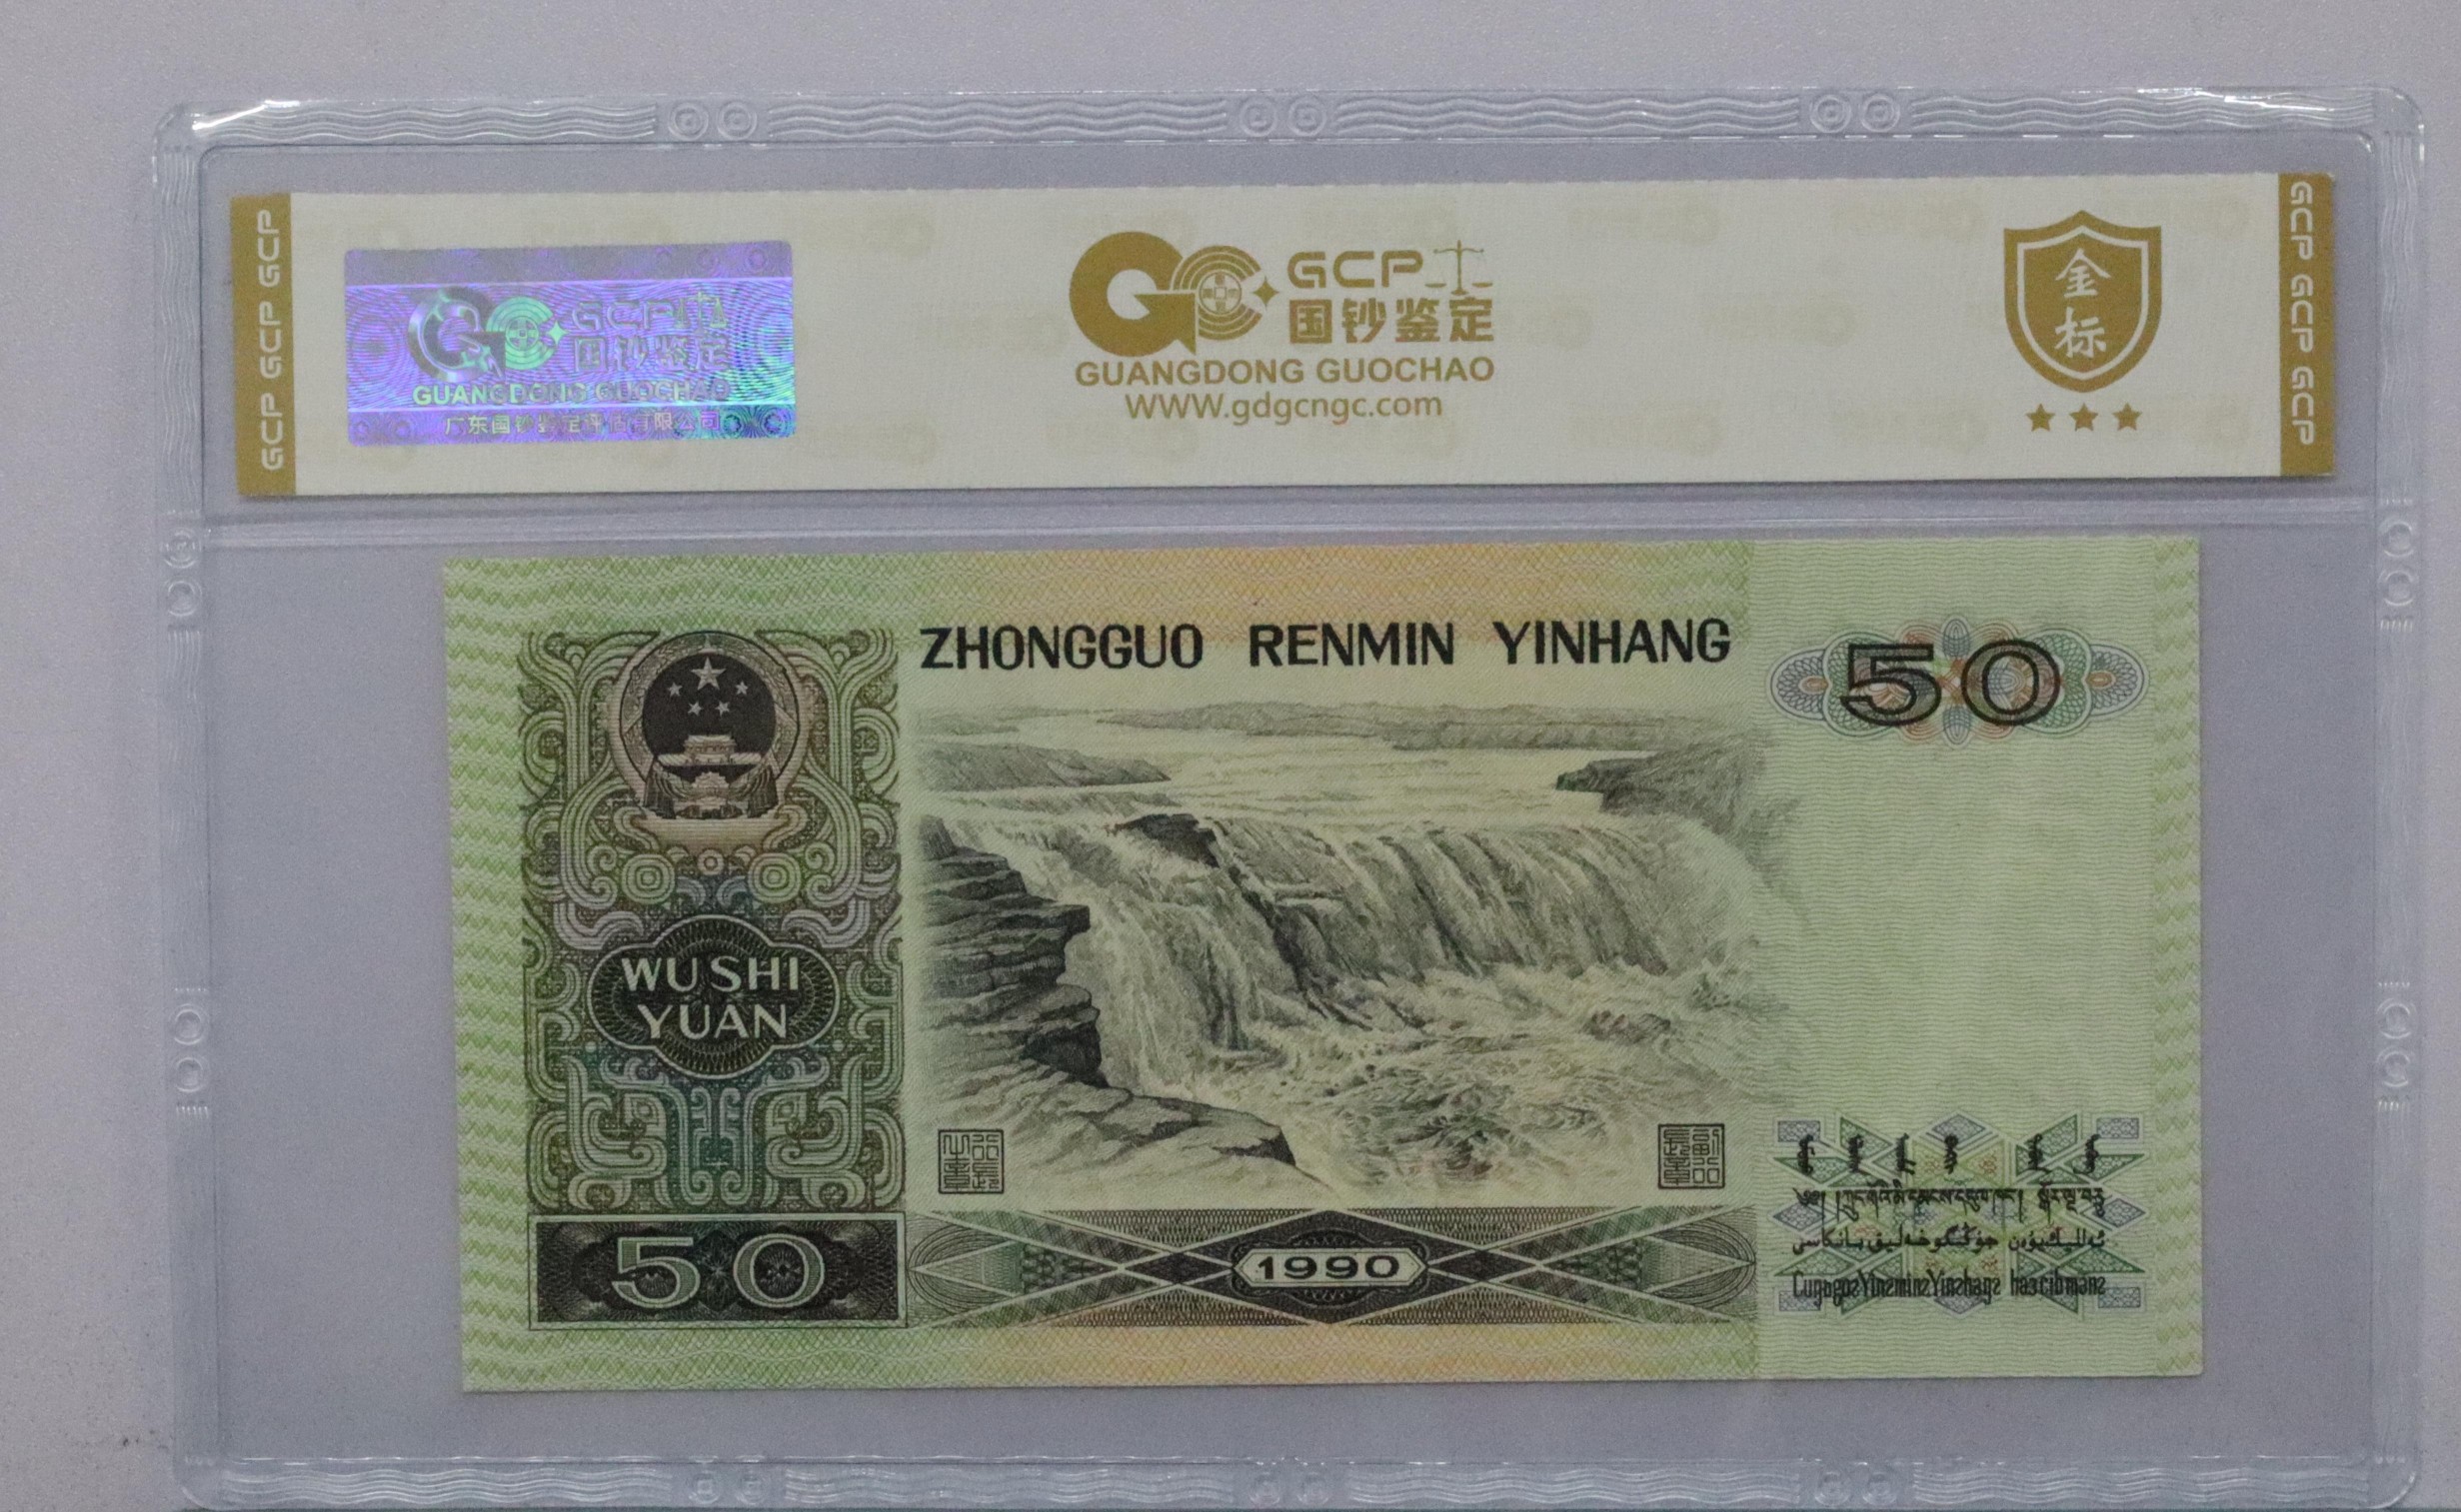 GCP GCP GCP
GCP
国钞鉴定
GUANGDONG GUOCHAO
广东国钞鉴定评估有限公司
GCP
国钞鉴定
GUANGDONG GUOCHAO
WWW.gdgcngc.com
金
标
GCP GCP GCP
ZHONGGUO RENMIN YINHANG
50
WU SHI
YUAN
50
1990